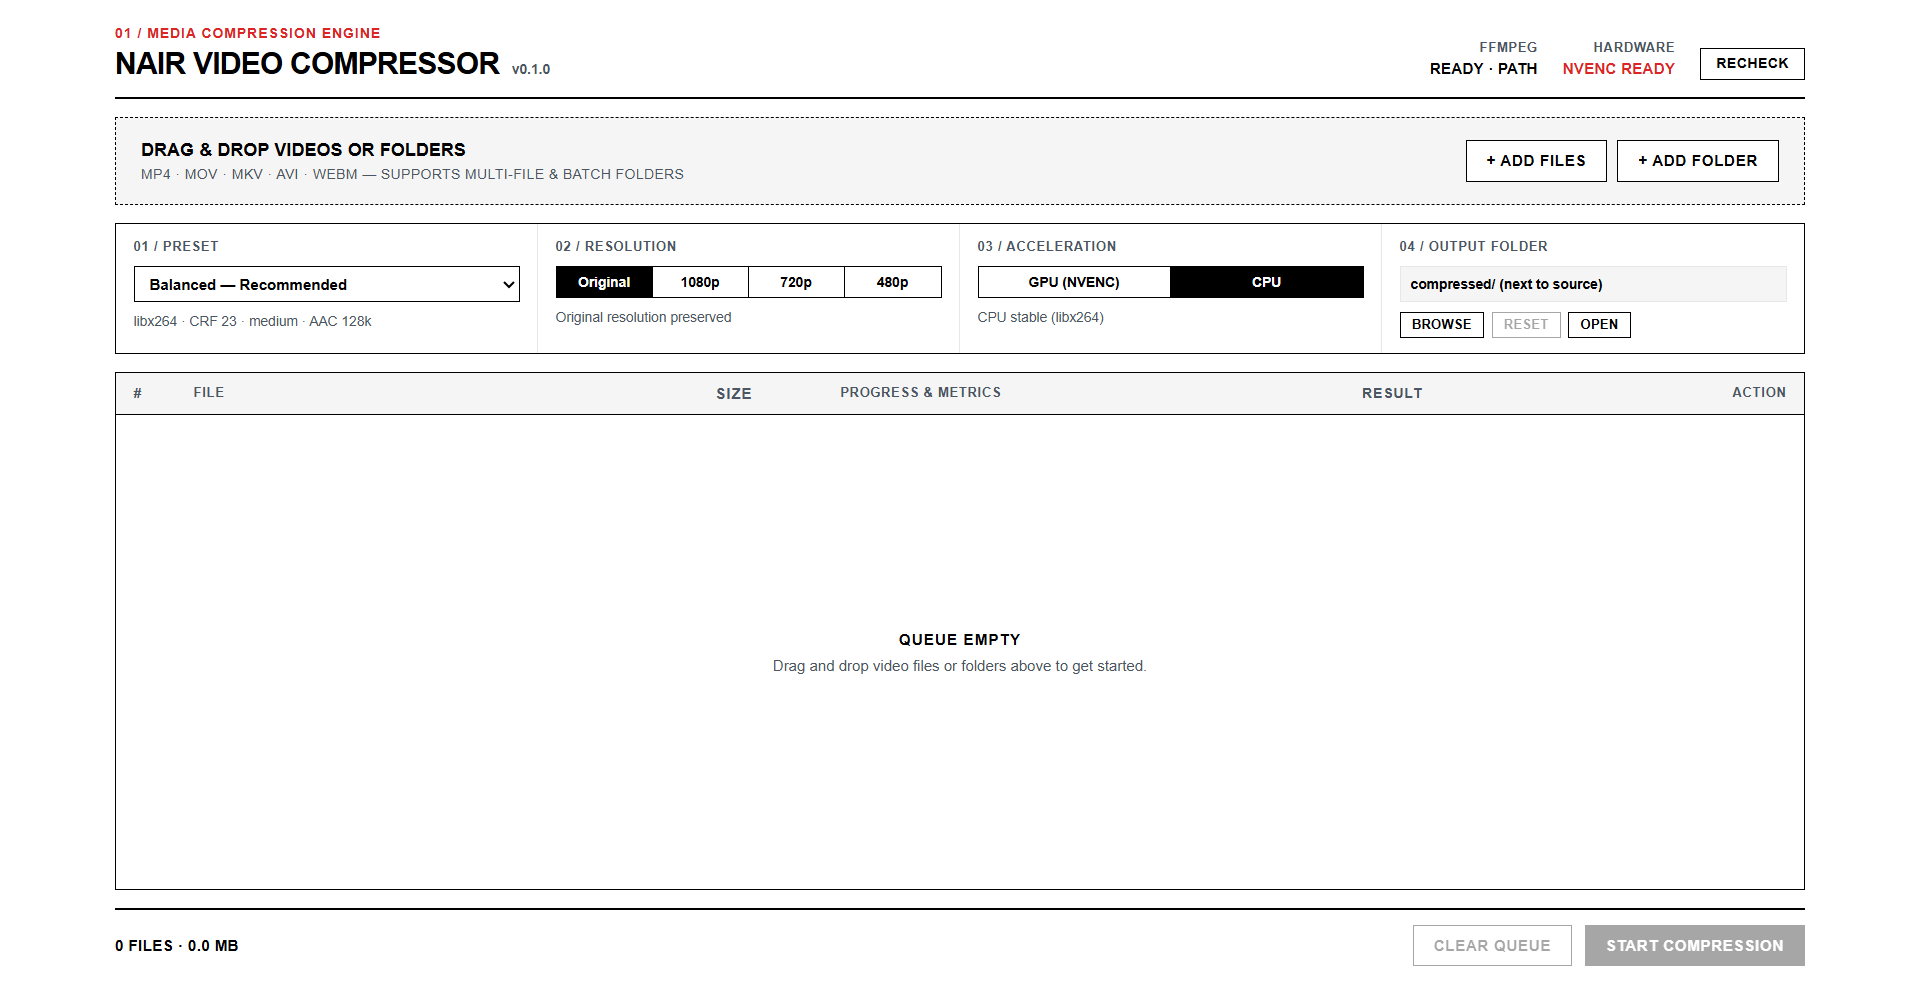 01 / MEDIA COMPRESSION ENGINE
NAIR VIDEO COMPRESSOR v0.1.0
FFMPEG
READY · PATH
HARDWARE
NVENC READY
RECHECK
DRAG & DROP VIDEOS OR FOLDERS
MP4 · MOV · MKV · AVI · WEBM — SUPPORTS MULTI-FILE & BATCH FOLDERS
+ ADD FILES
+ ADD FOLDER
01 / PRESET
Balanced — Recommended
libx264 · CRF 23 · medium · AAC 128k
02 / RESOLUTION
Original 1080p 720p 480p
Original resolution preserved
03 / ACCELERATION
GPU (NVENC) CPU
CPU stable (libx264)
04 / OUTPUT FOLDER
compressed/ (next to source)
BROWSE RESET OPEN
# FILE SIZE PROGRESS & METRICS RESULT ACTION
QUEUE EMPTY
Drag and drop video files or folders above to get started.
0 FILES · 0.0 MB
CLEAR QUEUE
START COMPRESSION